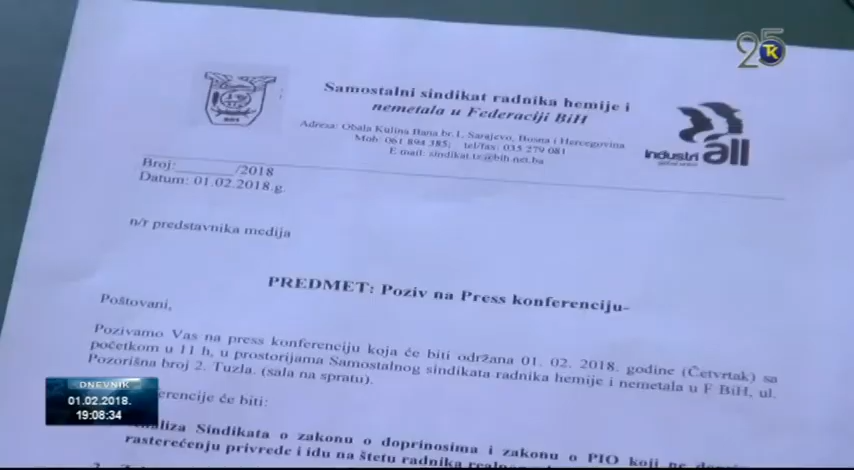 25 TK
Samostalni sindikat radnika hemije i
nemetala u Federaciji BiH
Adresa: Obala Kulina Bana br.1, Sarajevo, Bosna i Hercegovina
Mob: 061 894 385; tel/fax: 035 279 081
E mail: sindikat.tz@bih.net.ba
industri
all
Broj:________/2018
Datum: 01.02.2018.g.
n/r predstavnika medija
PREDMET: Poziv na Press konferenciju-
Poštovani,
Pozivamo Vas na press konferenciju koja će biti održana 01. 02. 2018. godine (Četvrtak) sa
početkom u 11 h, u prostorijama Samostalnog sindikata radnika hemije i nemetala u F BiH, ul.
Pozorišna broj 2. Tuzla. (sala na spratu).
će biti:
Sindikata o zakonu o doprinosima i zakonu o PIO koji ne
rasterećenju privrede i idu na štetu radnika
DNEVNIK
01.02.2018.
19:08:34